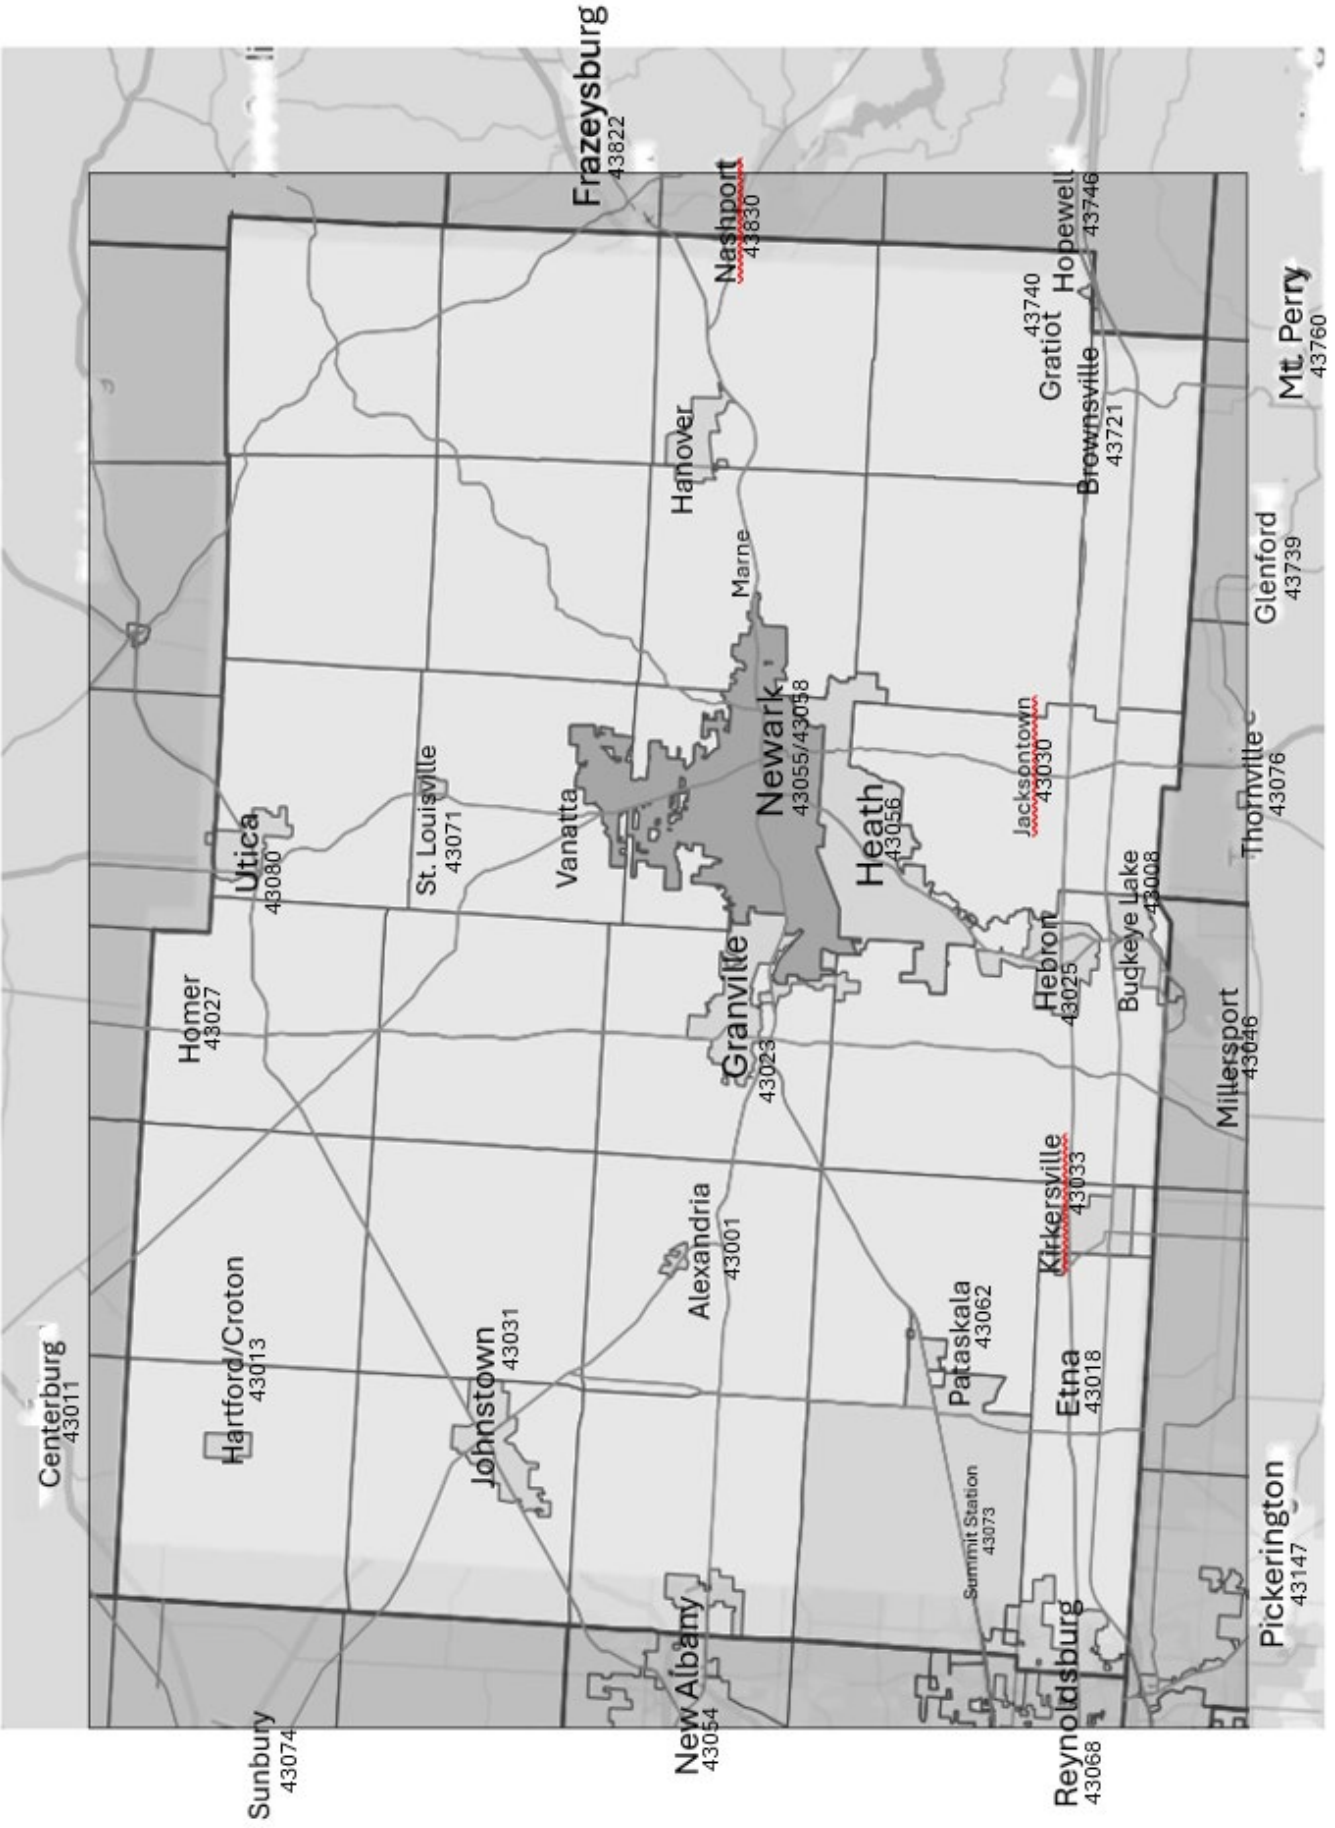 Centerburg
43011
Sunbury
43074
Hartford/Croton
43013
Homer
43027
Utica
43080
Johnstown
43031
St. Louisville
43071
Vanatta
Frazeysburg
43822
New Albany
43054
Alexandria
43001
Granville
43023
Newark
43055/43058
Marne
Hanover
Nashport
43830
Heath
43056
Summit Station
43073
Pataskala
43062
Reynoldsburg
43068
Etna
43018
Kirkersville
43033
Hebron
43025
Buckeye Lake
43008
Jacksontown
43030
Brownsville
43721
Gratiot
43740
Hopewell
43746
Pickerington
43147
Millersport
43046
Thornville
43076
Glenford
43739
Mt. Perry
43760